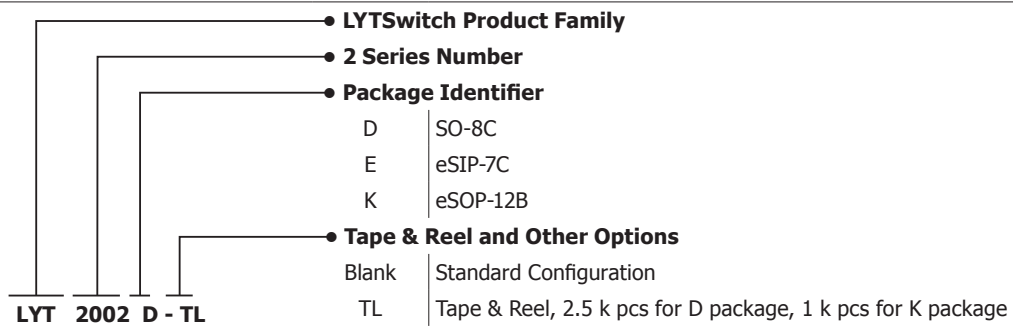 LYTSwitch Product Family
2 Series Number
Package Identifier
D SO-8C
E eSIP-7C
K eSOP-12B
Tape & Reel and Other Options
Blank Standard Configuration
TL Tape & Reel, 2.5 k pcs for D package, 1 k pcs for K package
LYT 2002 D - TL